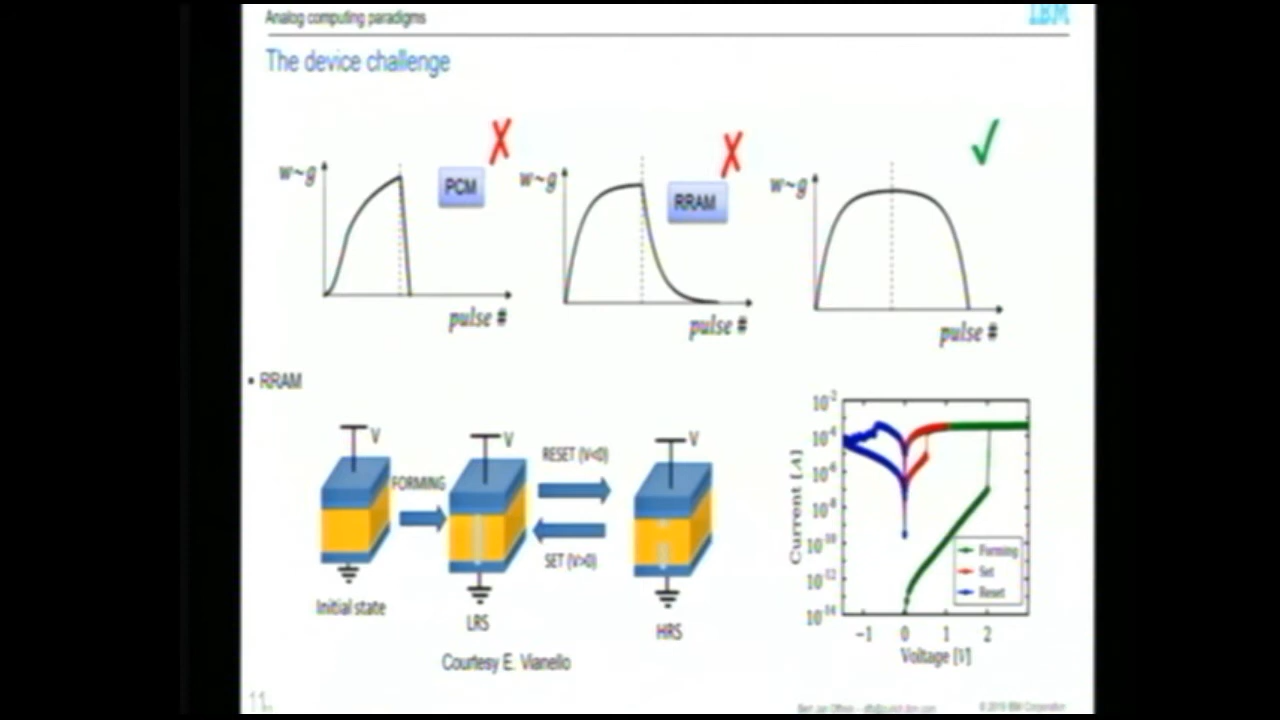 Analog computing paradigms
IBM
The device challenge
w~g
PCM
pulse #
w~g
RRAM
pulse #
w~g
pulse #
• RRAM
V
FORMING
V
RESET (V<0)
SET (V>0)
V
Initial state
LRS
HRS
Courtesy E. Vianello
Current [A]
10⁻²
10⁻⁴
10⁻⁶
10⁻⁸
10⁻¹⁰
10⁻¹²
10⁻¹⁴
Forming
Set
Reset
−1 0 1 2
Voltage [V]
11
IBM Corporation